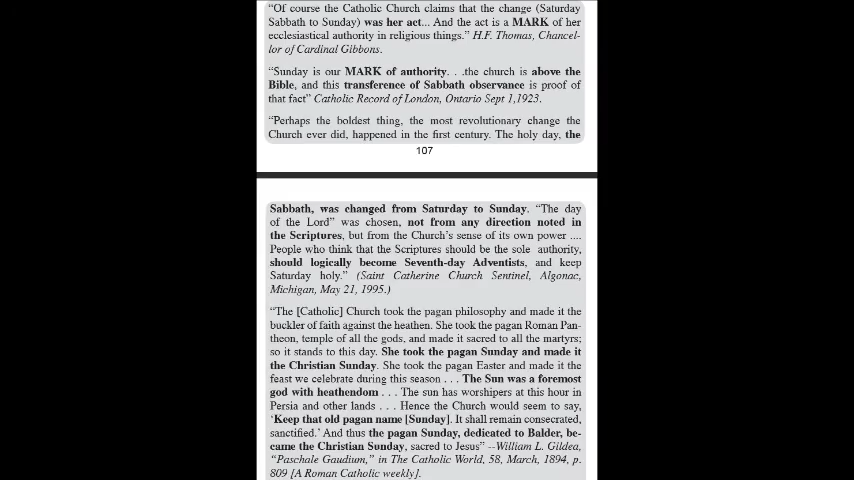 “Of course the Catholic Church claims that the change (Saturday
Sabbath to Sunday) was her act... And the act is a MARK of her
ecclesiastical authority in religious things.” H.F. Thomas, Chancel-
lor of Cardinal Gibbons.
“Sunday is our MARK of authority. . .the church is above the
Bible, and this transference of Sabbath observance is proof of
that fact” Catholic Record of London, Ontario Sept 1,1923.
“Perhaps the boldest thing, the most revolutionary change the
Church ever did, happened in the first century. The holy day, the
107
Sabbath, was changed from Saturday to Sunday. “The day
of the Lord” was chosen, not from any direction noted in
the Scriptures, but from the Church’s sense of its own power ....
People who think that the Scriptures should be the sole authority,
should logically become Seventh-day Adventists, and keep
Saturday holy.” (Saint Catherine Church Sentinel, Algonac,
Michigan, May 21, 1995.)
“The [Catholic] Church took the pagan philosophy and made it the
buckler of faith against the heathen. She took the pagan Roman Pan-
theon, temple of all the gods, and made it sacred to all the martyrs;
so it stands to this day. She took the pagan Sunday and made it
the Christian Sunday. She took the pagan Easter and made it the
feast we celebrate during this season . . . The Sun was a foremost
god with heathendom . . . The sun has worshipers at this hour in
Persia and other lands . . . Hence the Church would seem to say,
‘Keep that old pagan name [Sunday]. It shall remain consecrated,
sanctified.’ And thus the pagan Sunday, dedicated to Balder, be-
came the Christian Sunday, sacred to Jesus” --William L. Gildea,
“Paschale Gaudium,” in The Catholic World, 58, March, 1894, p.
809 [A Roman Catholic weekly].